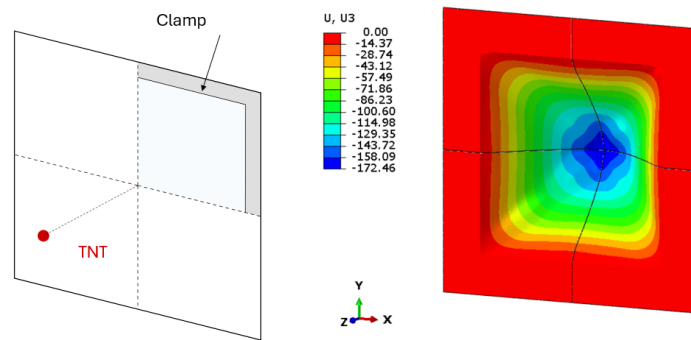 Clamp
TNT
U, U3
0.00
-14.37
-28.74
-43.12
-57.49
-71.86
-86.23
-100.60
-114.98
-129.35
-143.72
-158.09
-172.46
Y
Z X